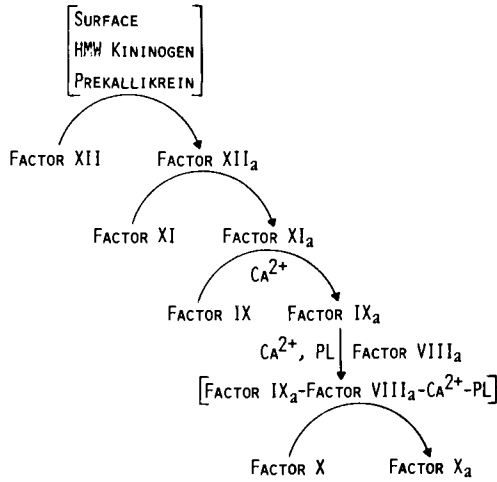 [SURFACE
HMW KININOGEN
PREKALLIKREIN]
FACTOR XII FACTOR XIIa
FACTOR XI FACTOR XIa
CA2+
FACTOR IX FACTOR IXa
CA2+, PL FACTOR VIIIa
[FACTOR IXa-FACTOR VIIIa-CA2+-PL]
FACTOR X FACTOR Xa